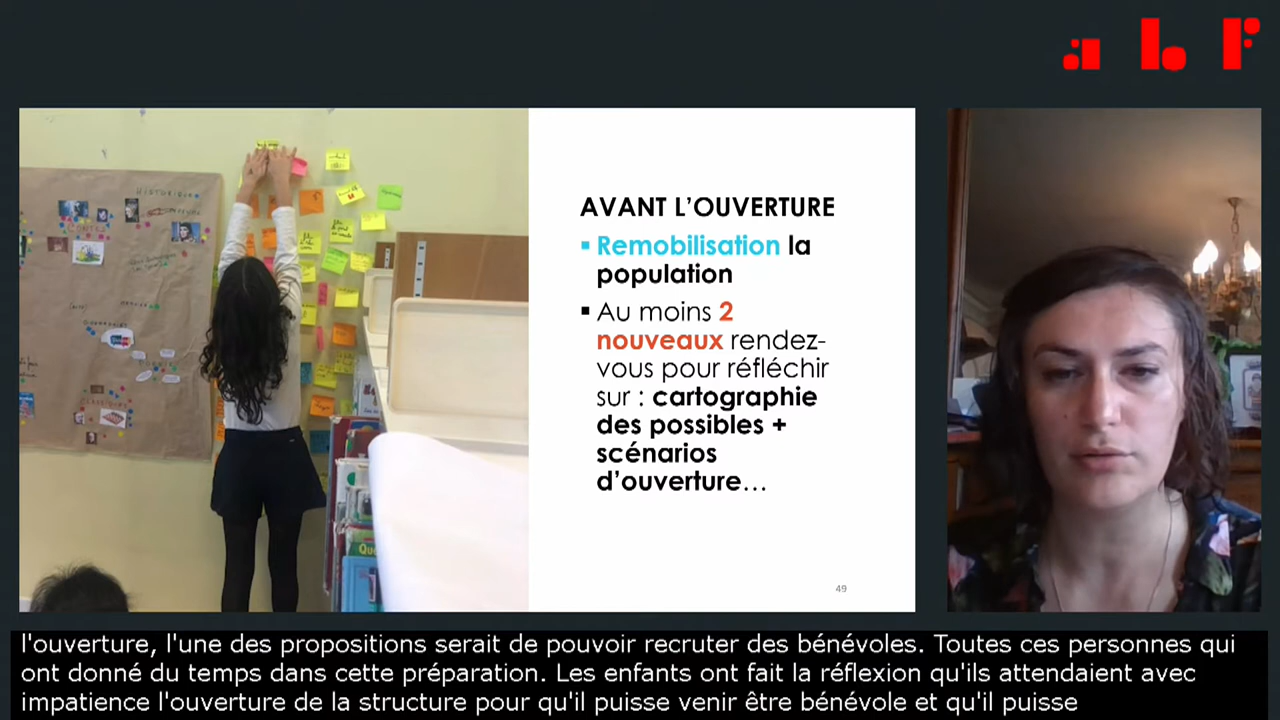 abf
HISTORIQUE
CONTES
AVANT L'OUVERTURE
▪ Remobilisation la
population
▪ Au moins 2
nouveaux rendez-
vous pour réfléchir
sur : cartographie
des possibles +
scénarios
d'ouverture…
49
l'ouverture, l'une des propositions serait de pouvoir recruter des bénévoles. Toutes ces personnes qui
ont donné du temps dans cette préparation. Les enfants ont fait la réflexion qu'ils attendaient avec
impatience l'ouverture de la structure pour qu'il puisse venir être bénévole et qu'il puisse